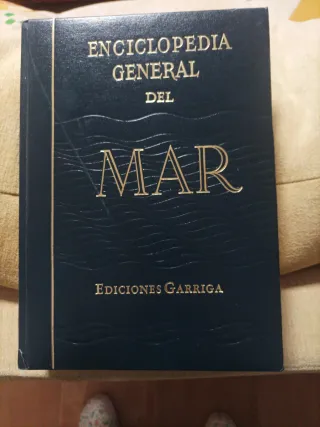 ENCICLOPEDIA
GENERAL
DEL
MAR
EDICIONES GARRIGA